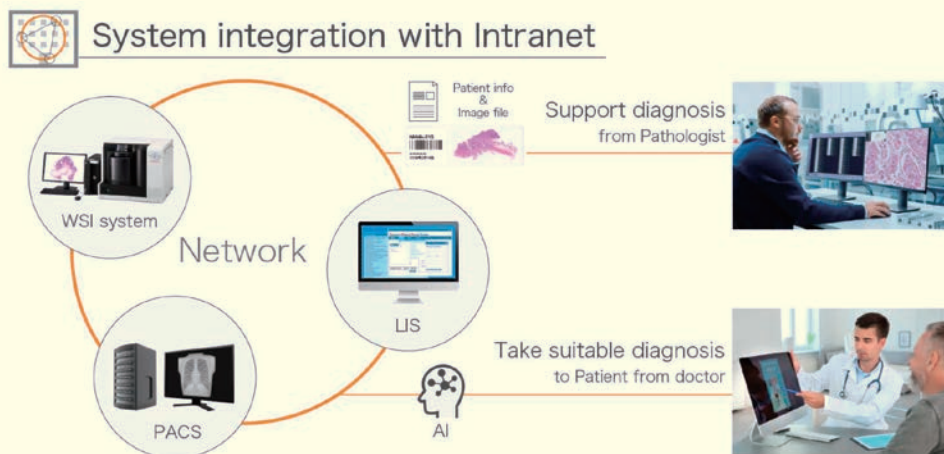 System integration with Intranet
Patient info
&
Image file
Support diagnosis
from Pathologist
WSI system
Network
LIS
Take suitable diagnosis
to Patient from doctor
PACS
AI